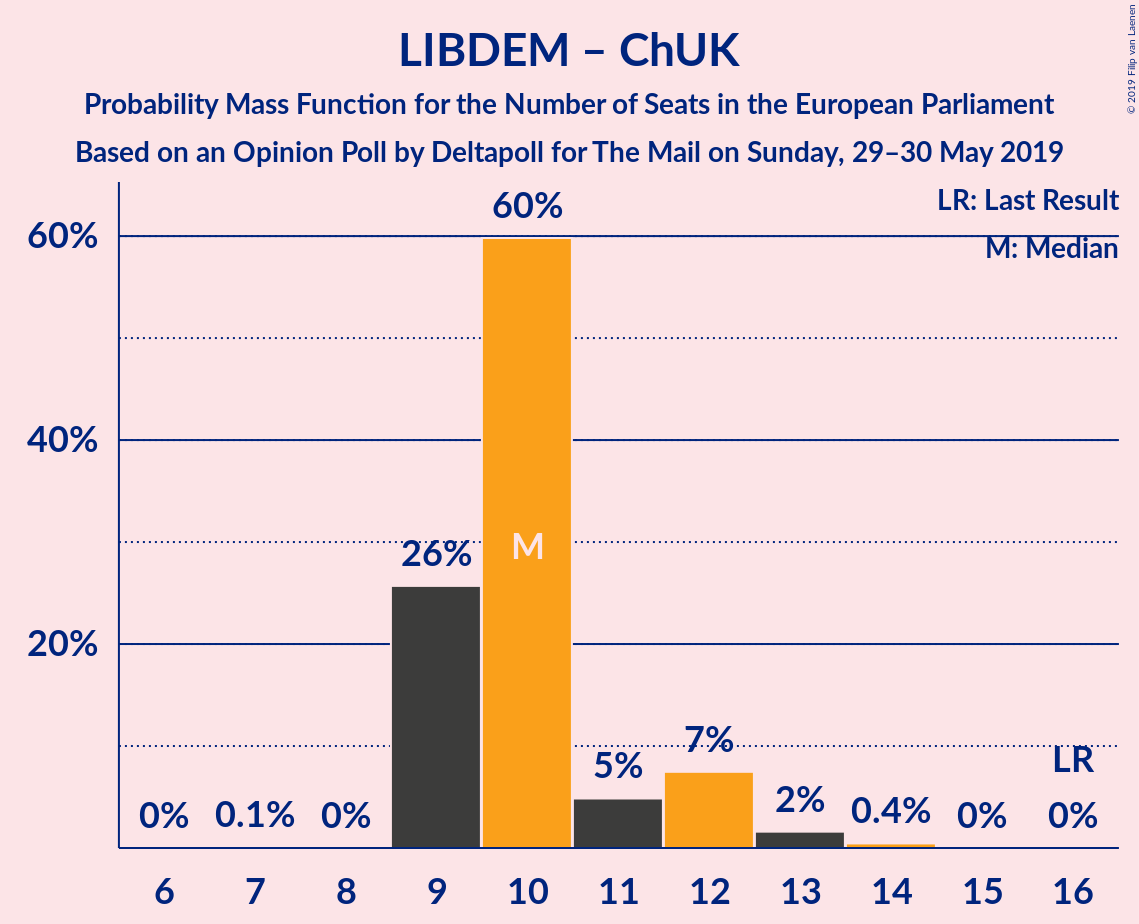 LIBDEM – ChUK
Probability Mass Function for the Number of Seats in the European Parliament
Based on an Opinion Poll by Deltapoll for The Mail on Sunday, 29–30 May 2019
© 2019 Filip van Laenen
LR: Last Result
M: Median
60%
40%
20%
0% 0.1% 0% 26% 60% 5% 7% 2% 0.4% 0% 0%
M
LR
6 7 8 9 10 11 12 13 14 15 16